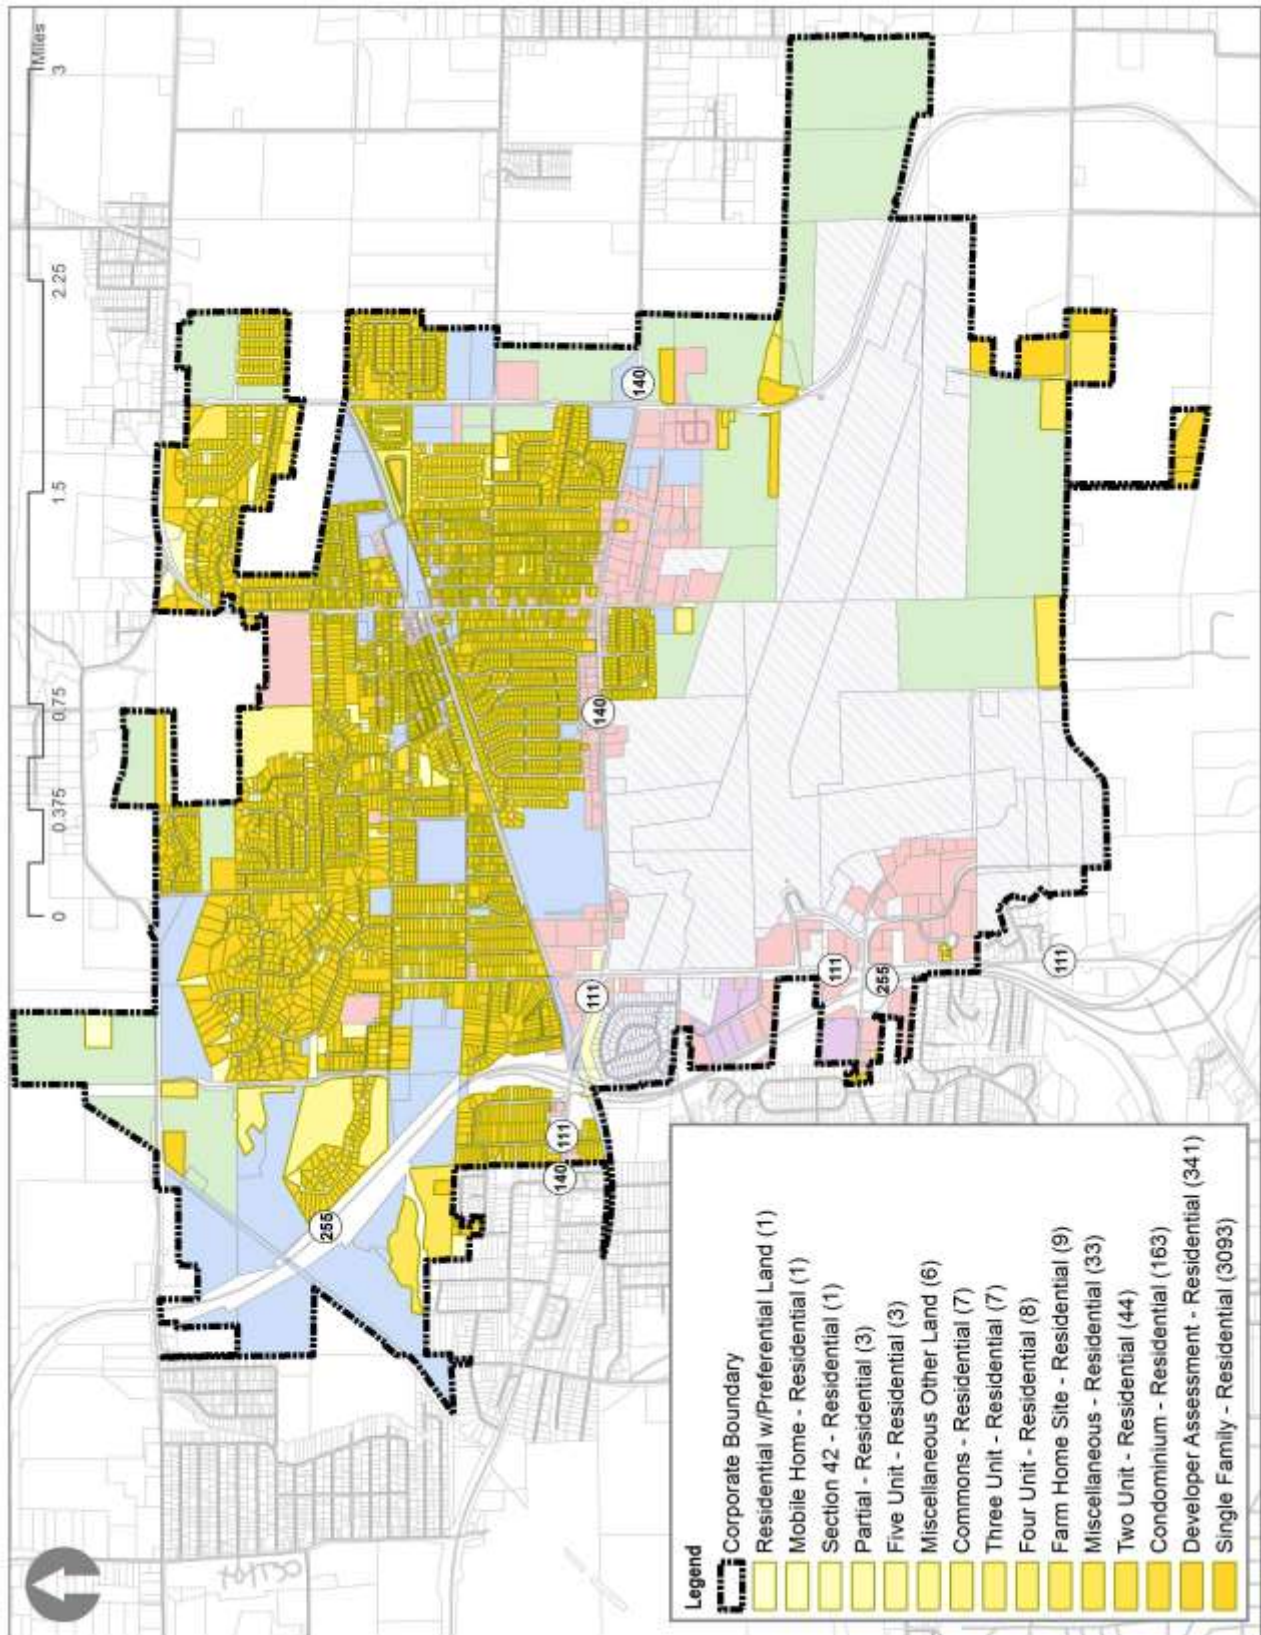 0
0.375
0.75
1.5
2.25
3
Miles
140
140
111
111
255
111
255
111
140
Legend
Corporate Boundary
Residential w/Preferential Land (1)
Mobile Home - Residential (1)
Section 42 - Residential (1)
Partial - Residential (3)
Five Unit - Residential (3)
Miscellaneous Other Land (6)
Commons - Residential (7)
Three Unit - Residential (7)
Four Unit - Residential (8)
Farm Home Site - Residential (9)
Miscellaneous - Residential (33)
Two Unit - Residential (44)
Condominium - Residential (163)
Developer Assessment - Residential (341)
Single Family - Residential (3093)